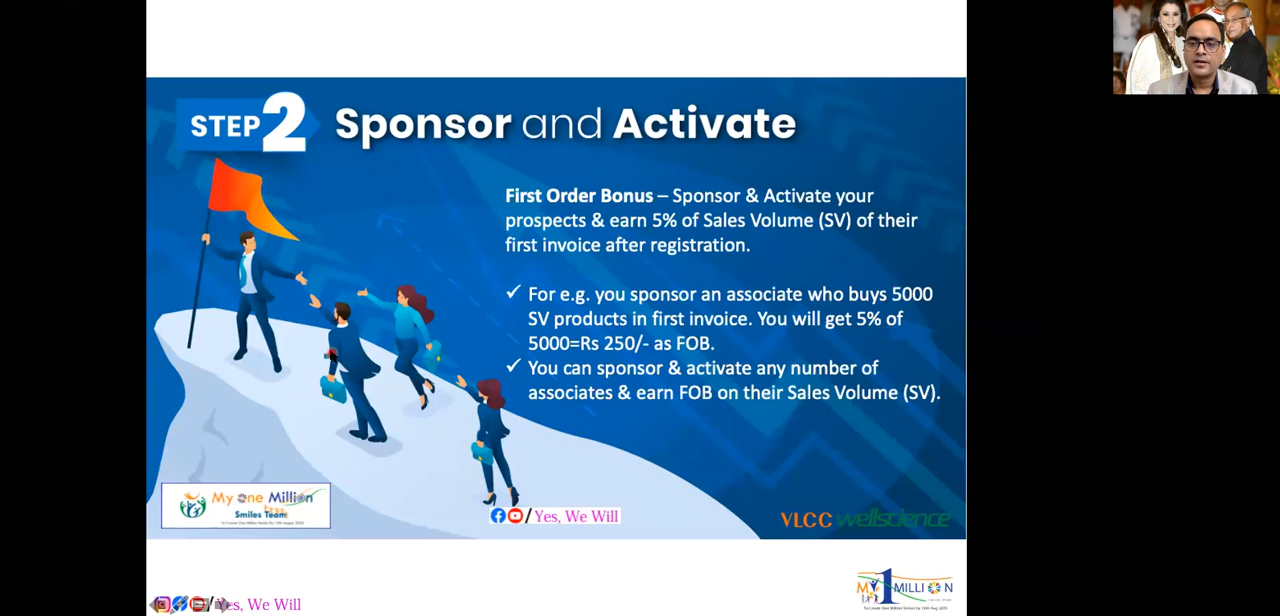 STEP 2 Sponsor and Activate
First Order Bonus – Sponsor & Activate your
prospects & earn 5% of Sales Volume (SV) of their
first invoice after registration.
✓ For e.g. you sponsor an associate who buys 5000
SV products in first invoice. You will get 5% of
5000=Rs 250/- as FOB.
✓ You can sponsor & activate any number of
associates & earn FOB on their Sales Volume (SV).
My One Million
Smiles Team
/Yes, We Will
VLCC wellscience
/Yes, We Will
MY 1 MILLION